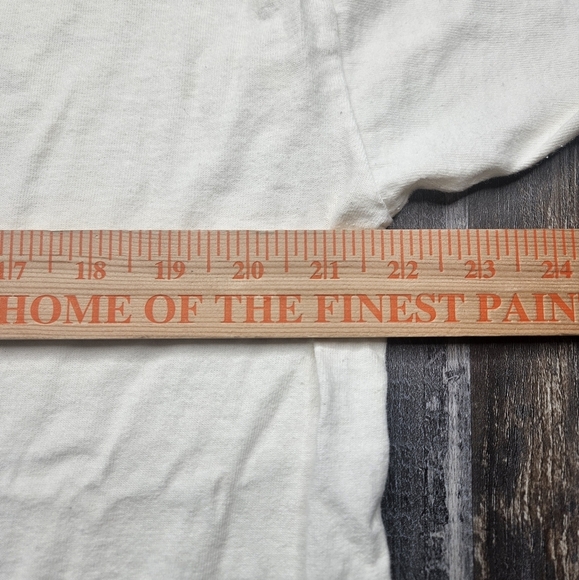 17 18 19 20 21 22 23 24
HOME OF THE FINEST PAIN